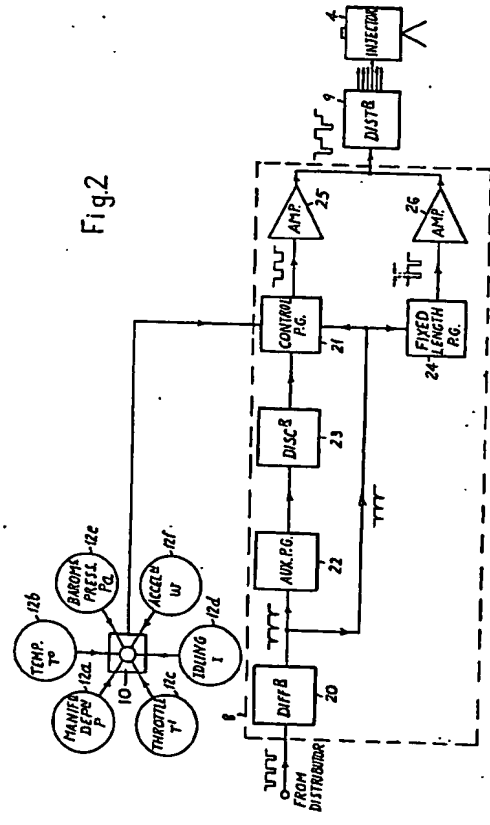 Fig.2
12b
TEMP.
T°
BAROMC
PRESS.
Pa
12e
MANIFD
DEPN
P
12a
10
ACCELN
W
12f
THROTTLE
T'
12c
IDLING
I
12d
8
FROM
DISTRIBUTOR
DIFFR
20
AUX.P.G.
22
DISCR
23
CONTROL
P.G.
21
FIXED
LENGTH
P.G.
24
AMP.
25
AMP.
26
DISTR
9
INJECTOR
4